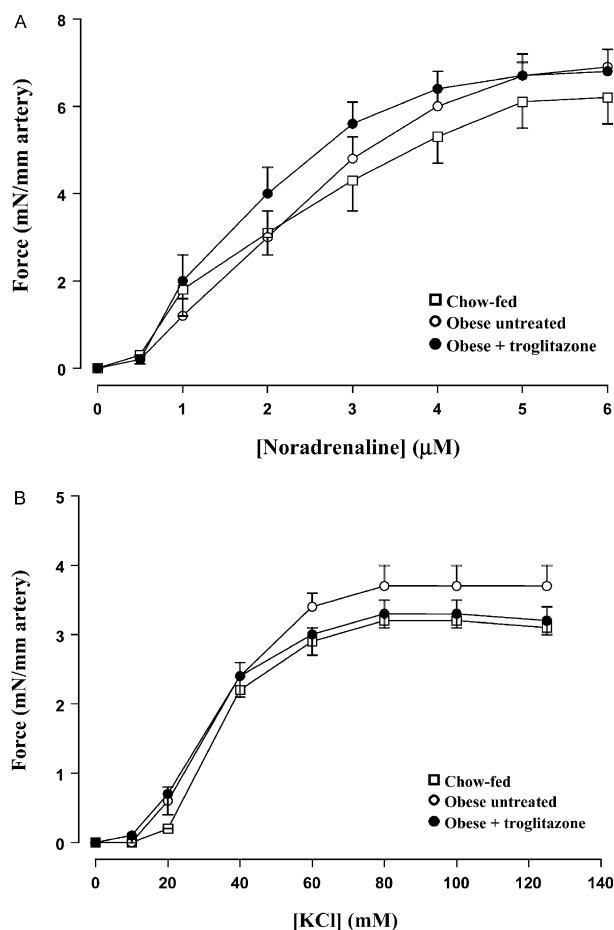 A
8
6
4
2
0
Force (mN/mm artery)
Chow-fed
Obese untreated
Obese + troglitazone
0 1 2 3 4 5 6
[Noradrenaline] (μM)
B
5
4
3
2
1
0
Force (mN/mm artery)
Chow-fed
Obese untreated
Obese + troglitazone
0 20 40 60 80 100 120 140
[KCl] (mM)